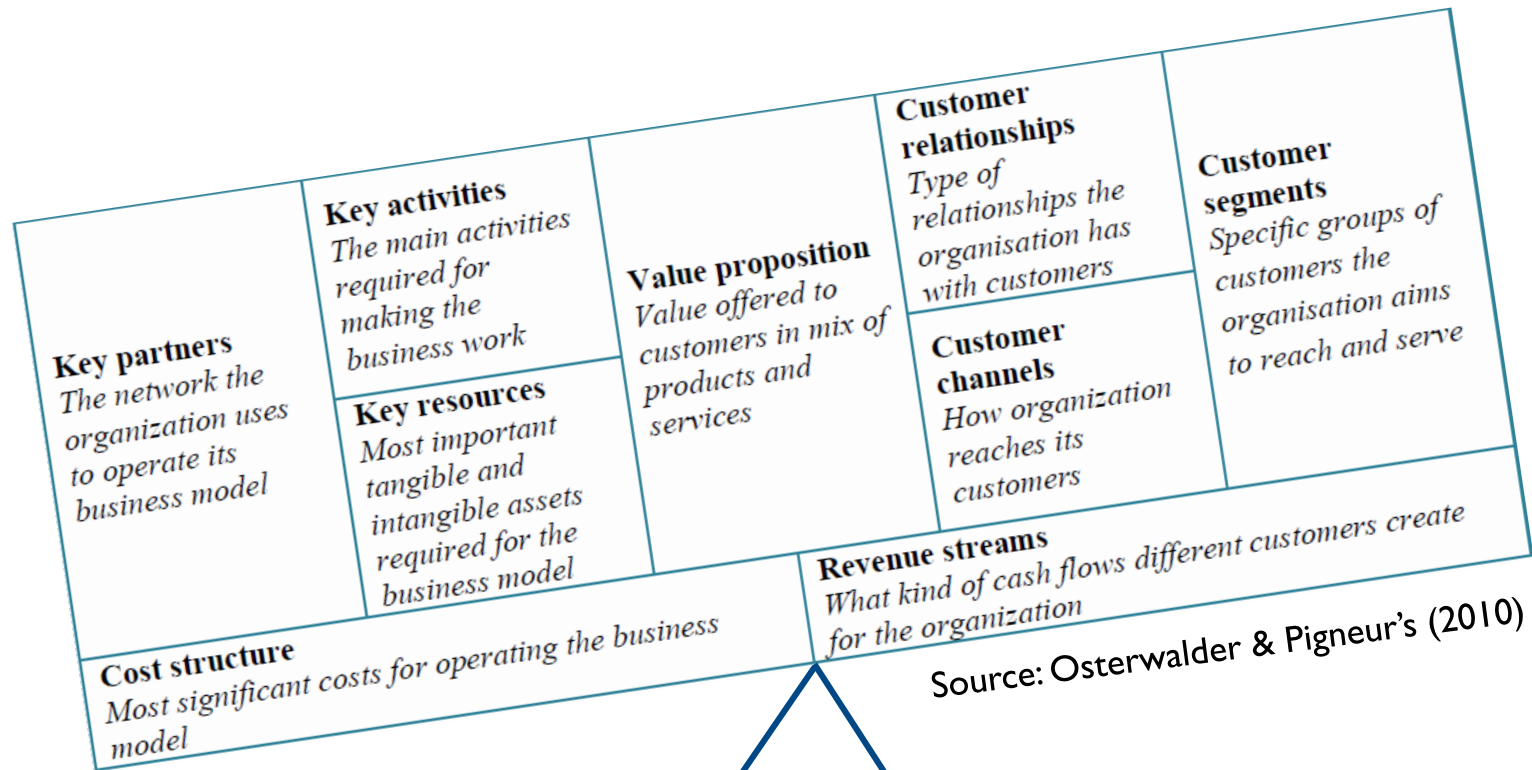 Key partners
The network the
organization uses
to operate its
business model
Key activities
The main activities
required for
making the
business work
Key resources
Most important
tangible and
intangible assets
required for the
business model
Value proposition
Value offered to
customers in mix of
products and
services
Customer
relationships
Type of
relationships the
organisation has
with customers
Customer
channels
How organization
reaches its
customers
Customer
segments
Specific groups of
customers the
organisation aims
to reach and serve
Cost structure
Most significant costs for operating the business
model
Revenue streams
What kind of cash flows different customers create
for the organization
Source: Osterwalder & Pigneur’s (2010)